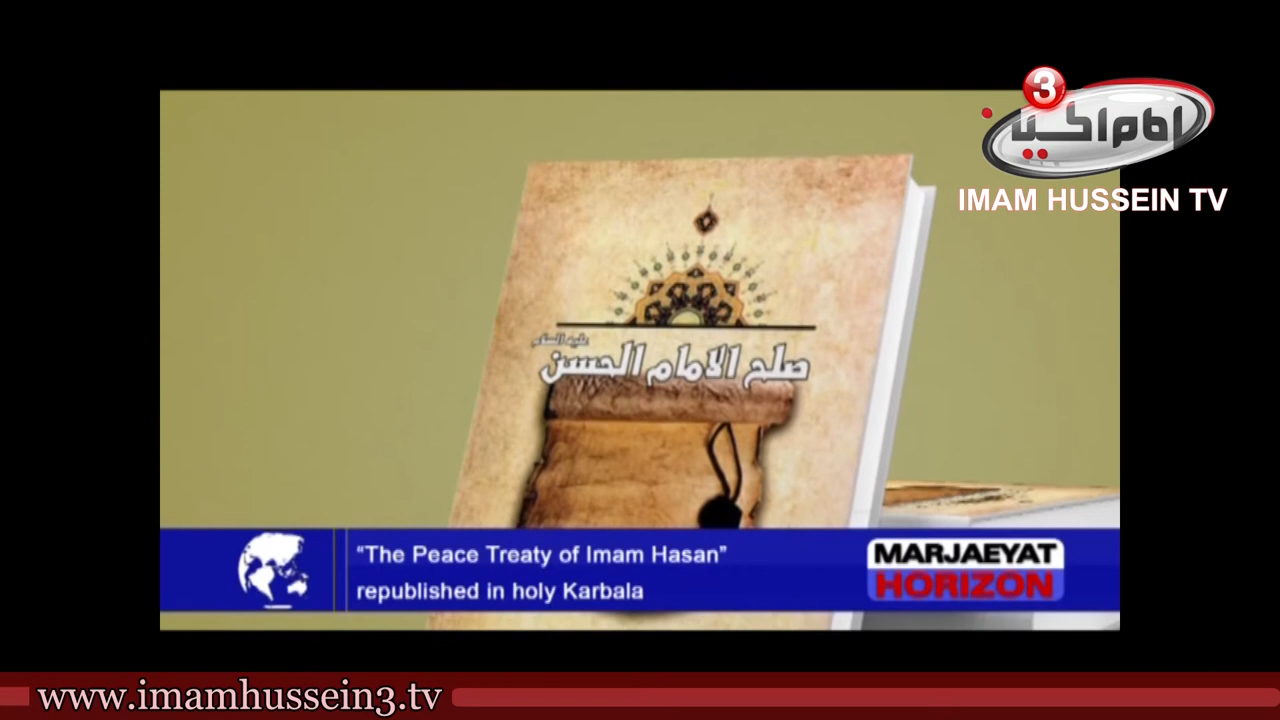 3
امام الحسين
IMAM HUSSEIN TV
عليه السلام
صلح الامام الحسن
“The Peace Treaty of Imam Hasan”
republished in holy Karbala
MARJAEYAT
HORIZON
www.imamhussein3.tv